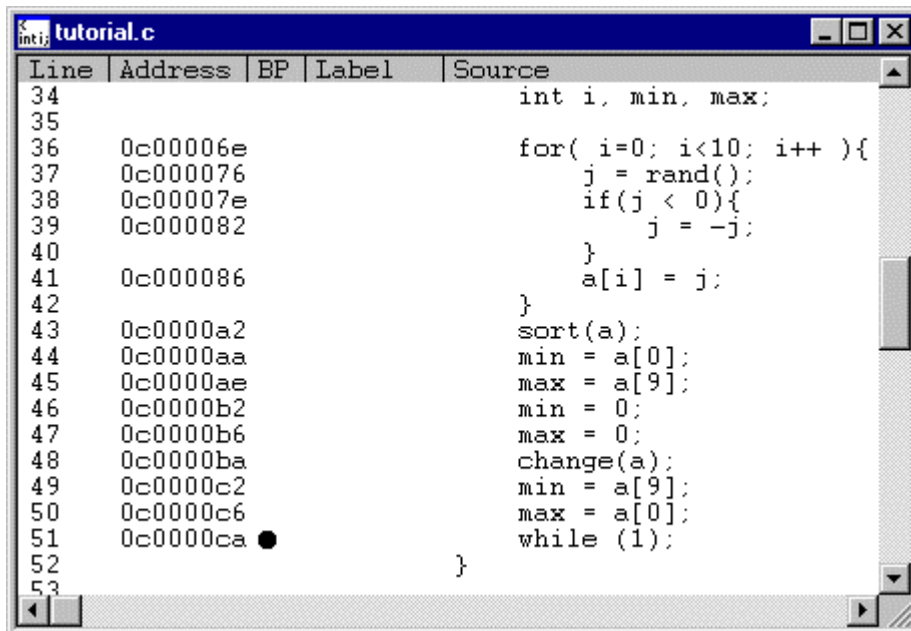 int i; tutorial.c
Line Address BP Label Source
34 int i, min, max;
35
36 0c00006e for( i=0; i<10; i++ ){
37 0c000076 j = rand();
38 0c00007e if(j < 0){
39 0c000082 j = -j;
40 }
41 0c000086 a[i] = j;
42 }
43 0c0000a2 sort(a);
44 0c0000aa min = a[0];
45 0c0000ae max = a[9];
46 0c0000b2 min = 0;
47 0c0000b6 max = 0;
48 0c0000ba change(a);
49 0c0000c2 min = a[9];
50 0c0000c6 max = a[0];
51 0c0000ca ● while (1);
52 }
53